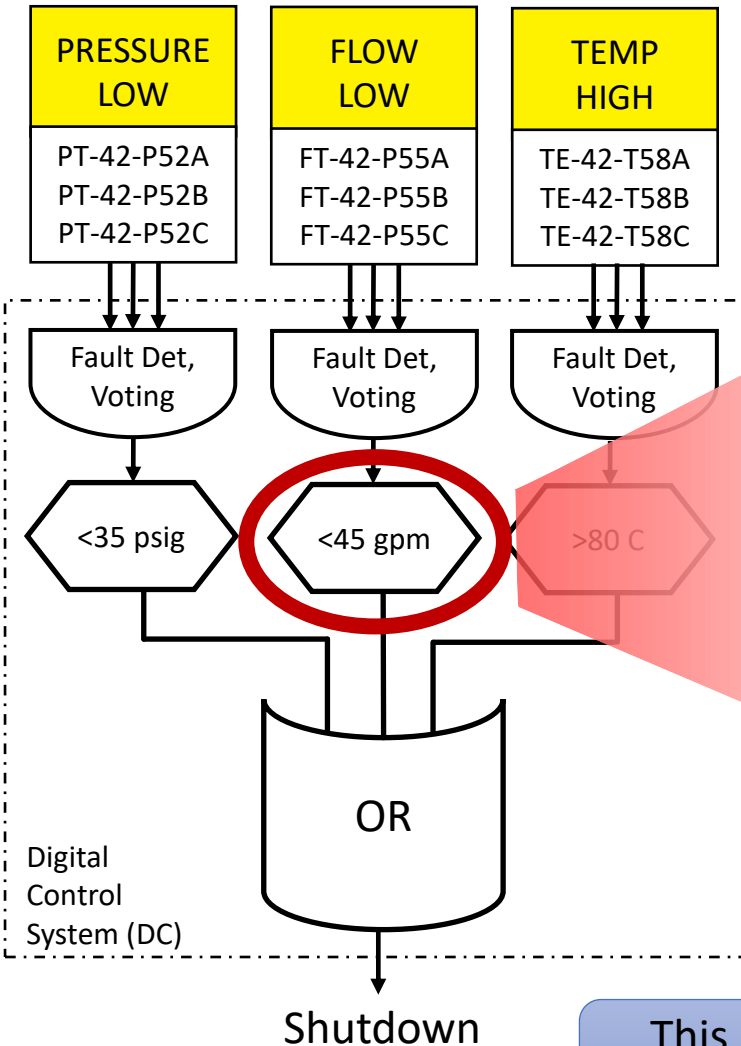 PRESSURE
LOW
FLOW
LOW
TEMP
HIGH
PT-42-P52A
PT-42-P52B
PT-42-P52C
FT-42-P55A
FT-42-P55B
FT-42-P55C
TE-42-T58A
TE-42-T58B
TE-42-T58C
Fault Det,
Voting
Fault Det,
Voting
Fault Det,
Voting
<35 psig
<45 gpm
>80 C
OR
Digital
Control
System (DC)
Shutdown
This